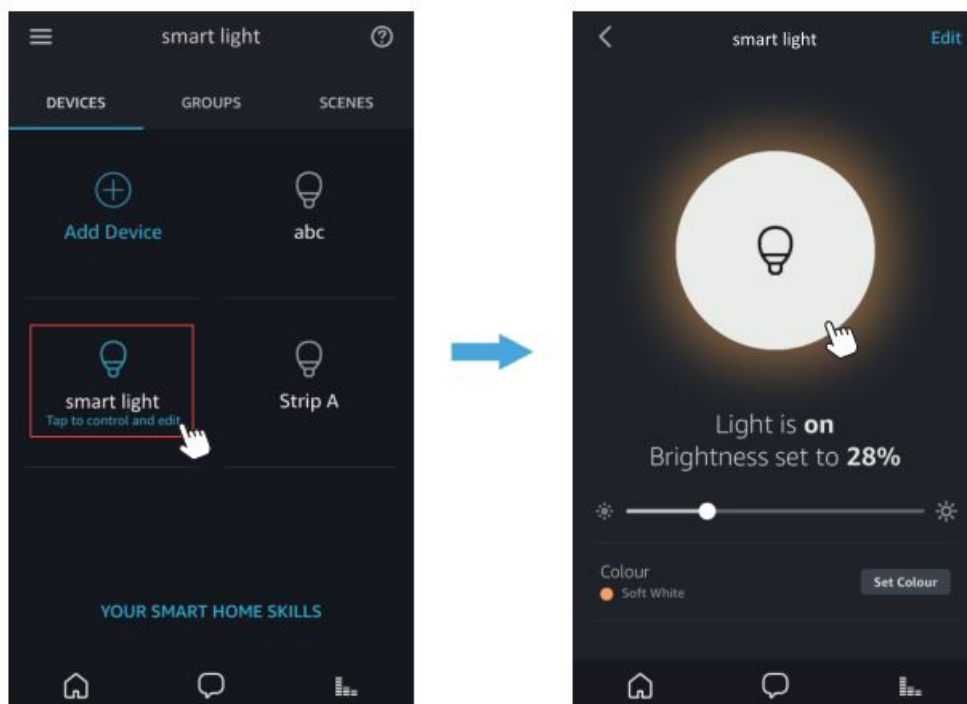 smart light
DEVICES GROUPS SCENES
Add Device
abc
smart light
Tap to control and edit
Strip A
YOUR SMART HOME SKILLS
smart light
Edit
Light is on
Brightness set to 28%
Colour
Soft White
Set Colour